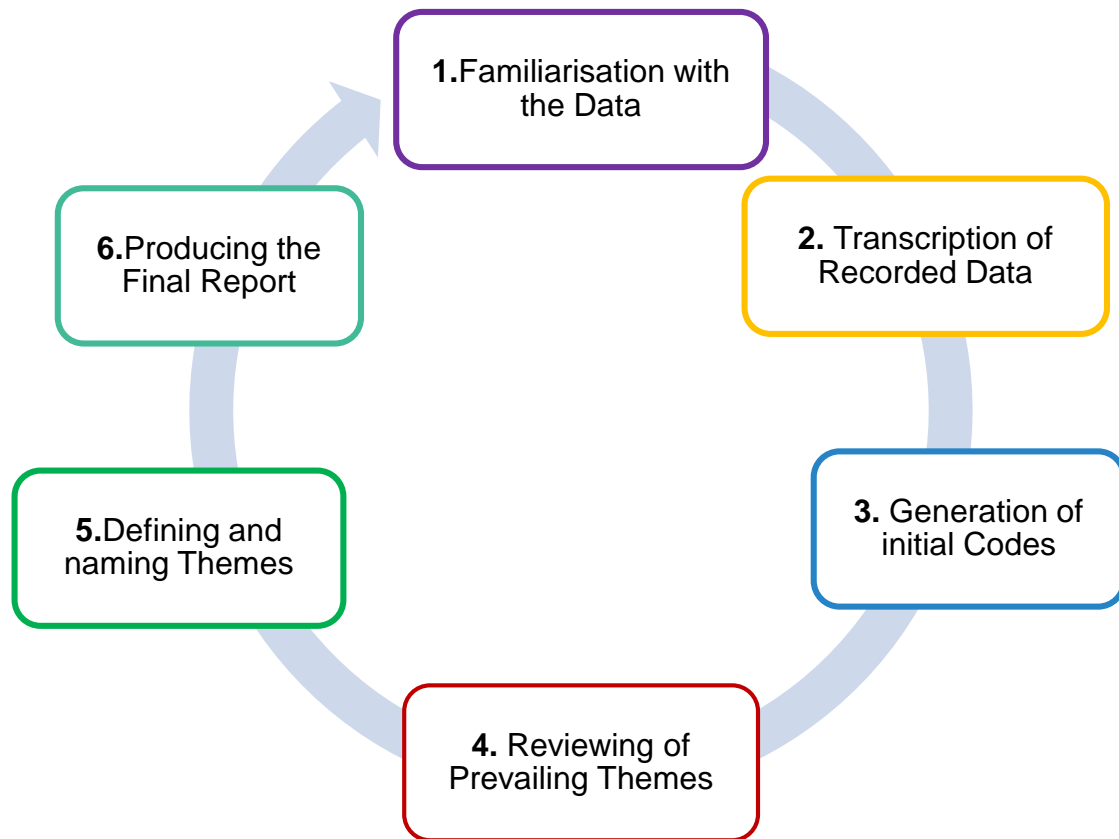 1.Familiarisation with
the Data
2. Transcription of
Recorded Data
3. Generation of
initial Codes
4. Reviewing of
Prevailing Themes
5.Defining and
naming Themes
6.Producing the
Final Report